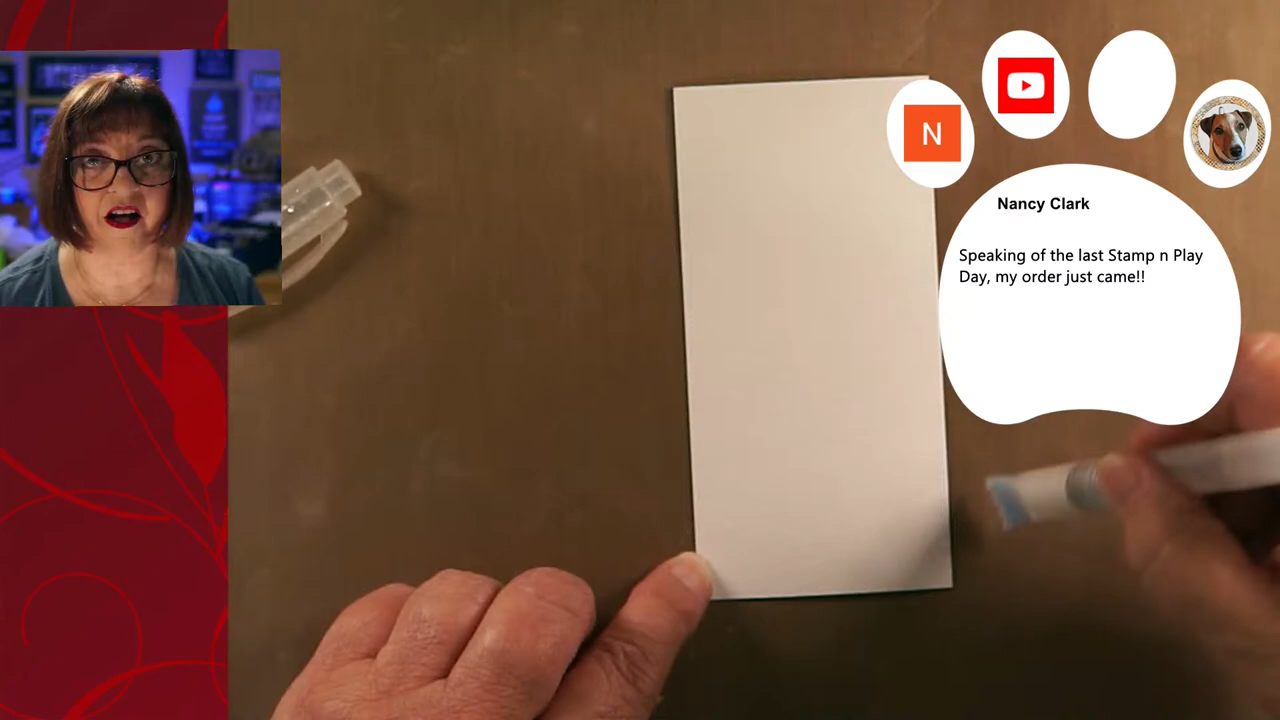 N
Nancy Clark
Speaking of the last Stamp n Play
Day, my order just came!!